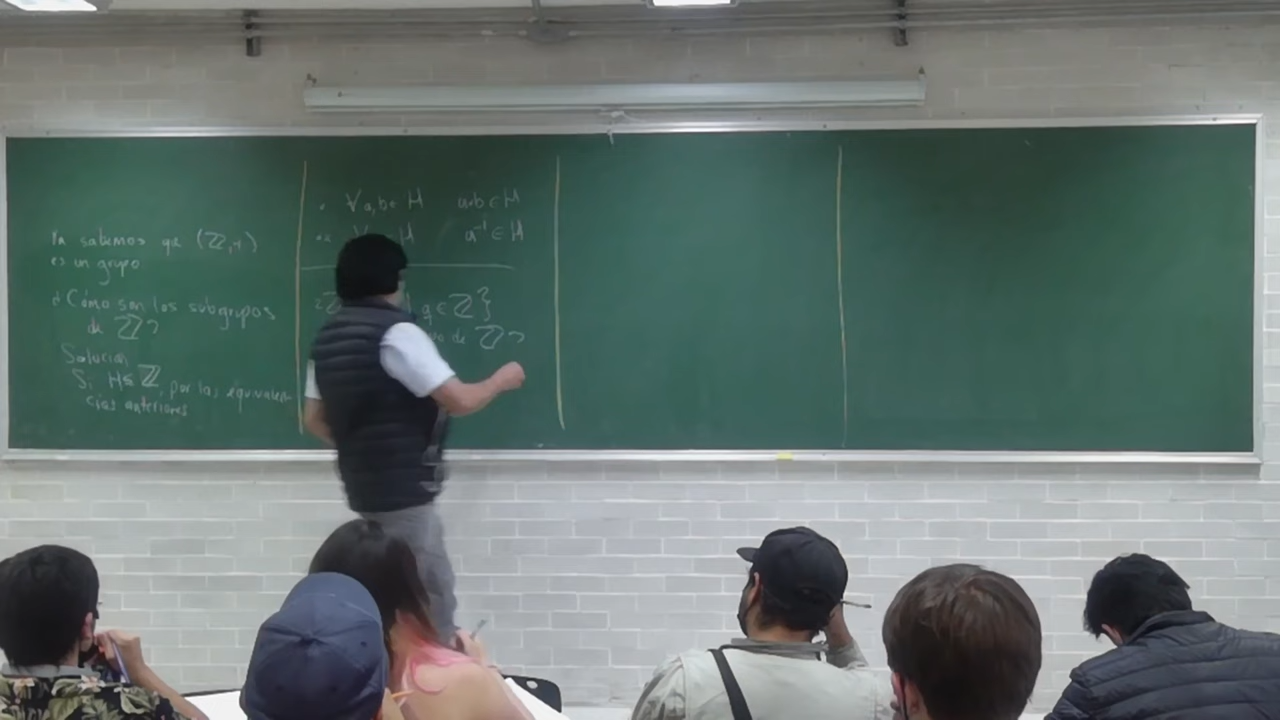 Ya sabemos que (ℤ,+)
es un grupo
¿Cómo son los subgrupos
de ℤ?
Solución
Si H≤ℤ, por las equivalen
cias anteriores
• ∀ a,b∈H a*b∈H
•• ∀ H a⁻¹∈H
2ℤ q∈ℤ}
de ℤ?